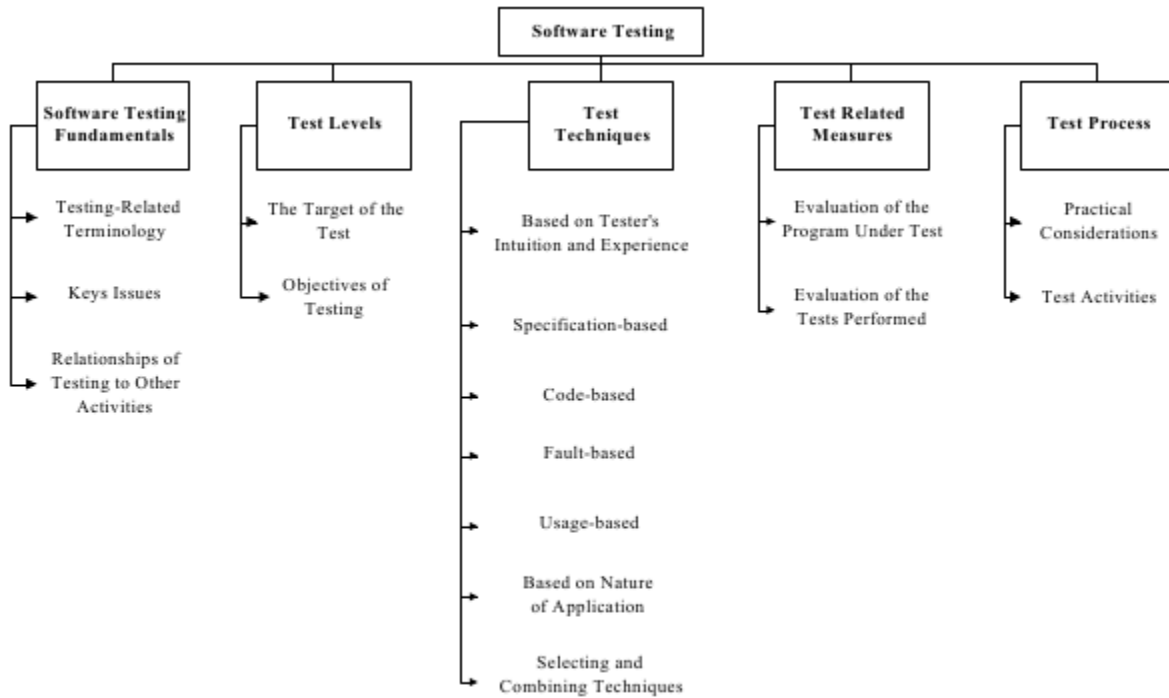 Software Testing
Software Testing
Fundamentals
Testing-Related
Terminology
Keys Issues
Relationships of
Testing to Other
Activities
Test Levels
The Target of the
Test
Objectives of
Testing
Test
Techniques
Based on Tester's
Intuition and Experience
Specification-based
Code-based
Fault-based
Usage-based
Based on Nature
of Application
Selecting and
Combining Techniques
Test Related
Measures
Evaluation of the
Program Under Test
Evaluation of the
Tests Performed
Test Process
Practical
Considerations
Test Activities